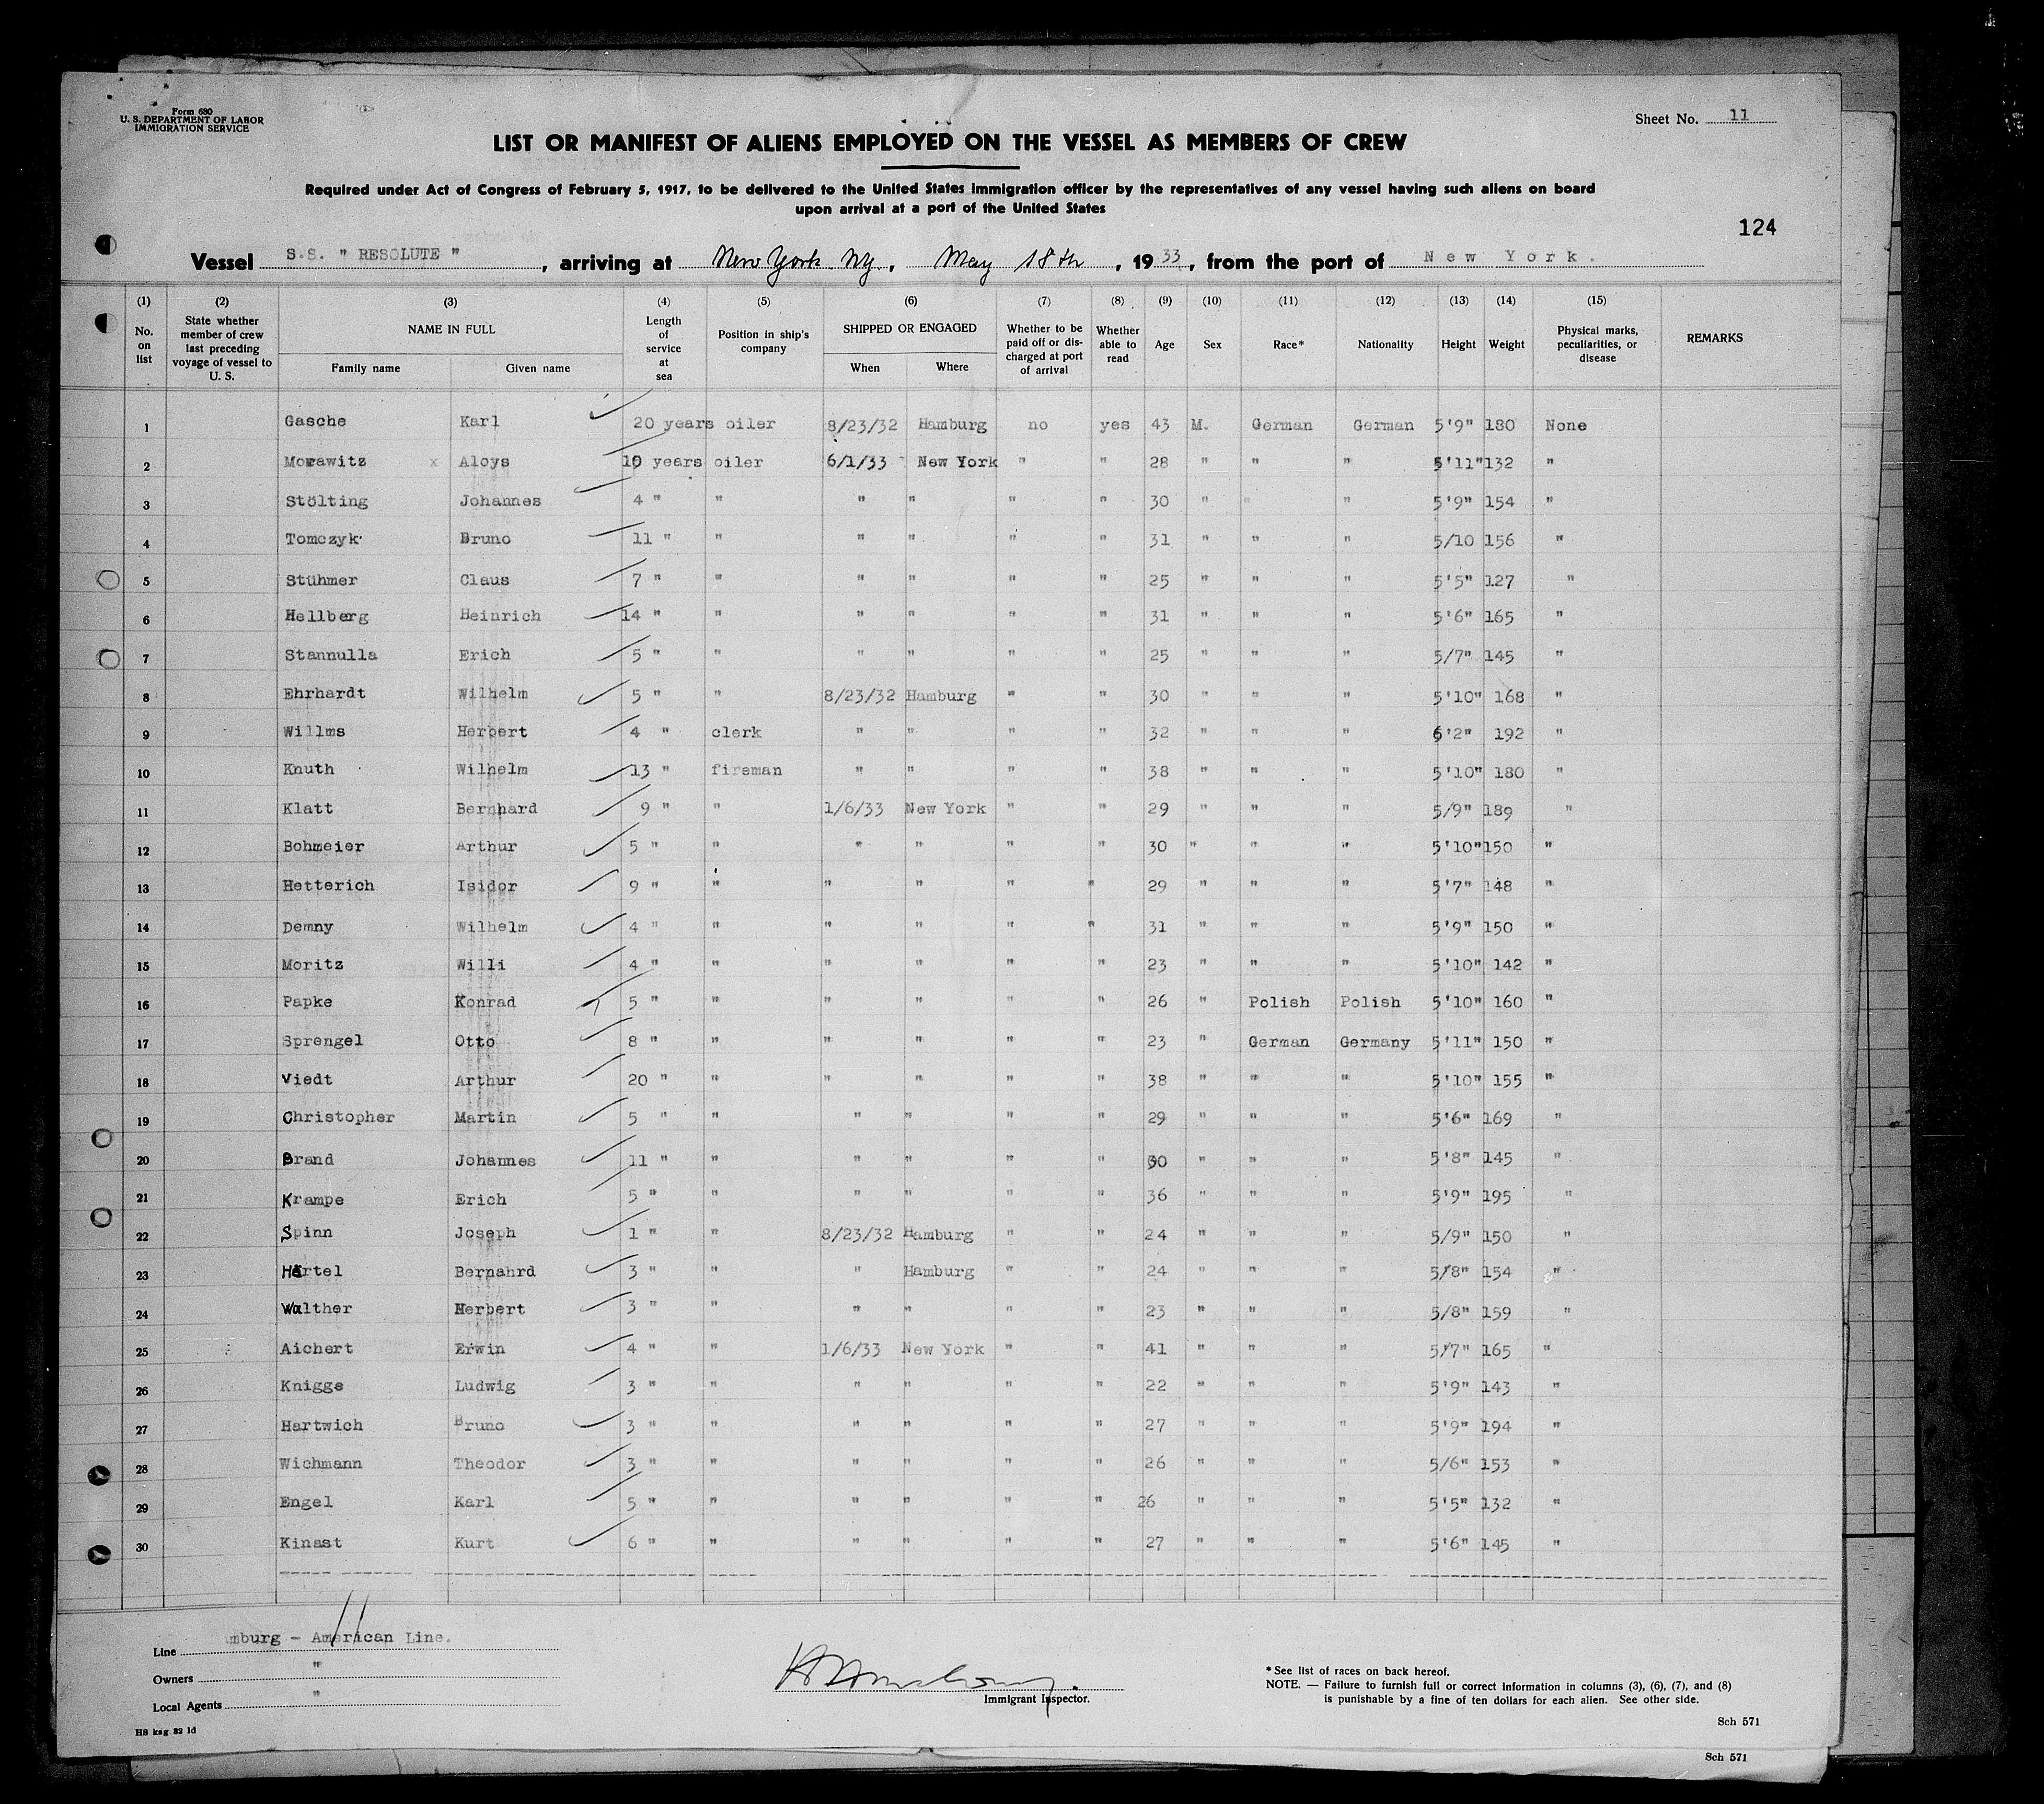 Form 680
U. S. DEPARTMENT OF LABOR
IMMIGRATION SERVICE
Sheet No. 11
LIST OR MANIFEST OF ALIENS EMPLOYED ON THE VESSEL AS MEMBERS OF CREW
Required under Act of Congress of February 5, 1917, to be delivered to the United States immigration officer by the representatives of any vessel having such aliens on board
upon arrival at a port of the United States
124
Vessel S.S. " RESOLUTE ", arriving at New York NY, May 18th, 1933, from the port of New York.
(1) (2) (3) (4) (5) (6) (7) (8) (9) (10) (11) (12) (13) (14) (15)
No. on list State whether member of crew last preceding voyage of vessel to U. S. NAME IN FULL Family name Given name Length of service at sea Position in ship's company SHIPPED OR ENGAGED When Where Whether to be paid off or discharged at port of arrival Whether able to read Age Sex Race* Nationality Height Weight Physical marks, peculiarities, or disease REMARKS
1 Gasche Karl 20 years oiler 8/23/32 Hamburg no yes 43 M. German German 5'9" 180 None
2 Morawitz x Aloys 10 years oiler 6/1/33 New York " " 28 " " " 5'11" 132 "
3 Stölting Johannes 4 " " " " " " 30 " " " 5'9" 154 "
4 Tomczyk Bruno 11 " " " " " " 31 " " " 5/10 156 "
5 Stühmer Claus 7 " " " " " " 25 " " " 5'5" 127 "
6 Hellberg Heinrich 14 " " " " " " 31 " " " 5'6" 165 "
7 Stannulla Erich 5 " " " " " " 25 " " " 5/7" 145 "
8 Ehrhardt Wilhelm 5 " " 8/23/32 Hamburg " " 30 " " " 5'10" 168 "
9 Willms Herbert 4 " clerk " " " " 32 " " " 6'2" 192 "
10 Knuth Wilhelm 13 " fireman " " " " 38 " " " 5'10" 180 "
11 Klatt Bernhard 9 " " 1/6/33 New York " " 29 " " " 5/9" 189 "
12 Bohmeier Arthur 5 " " " " " " 30 " " " 5'10" 150 "
13 Hetterich Isidor 9 " " " " " " 29 " " " 5'7" 148 "
14 Demny Wilhelm 4 " " " " " " 31 " " " 5'9" 150 "
15 Moritz Willi 4 " " " " " " 23 " " " 5'10" 142 "
16 Papke Konrad 5 " " " " " " 26 " Polish Polish 5'10" 160 "
17 Sprengel Otto 8 " " " " " " 23 " German Germany 5'11" 150 "
18 Viedt Arthur 20 " " " " " " 38 " " " 5'10" 155 "
19 Christopher Martin 5 " " " " " " 29 " " " 5'6" 169 "
20 Brand Johannes 11 " " " " " " 30 " " " 5'8" 145 "
21 Krampe Erich 5 " " " " " " 36 " " " 5'9" 195 "
22 Spinn Joseph 1 " " 8/23/32 Hamburg " " 24 " " " 5/9" 150 "
23 Härtel Bernahrd 3 " " " Hamburg " " 24 " " " 5/8" 154 "
24 Walther Herbert 3 " " " " " " 23 " " " 5/8" 159 "
25 Aichert Erwin 4 " " 1/6/33 New York " " 41 " " " 5/7" 165 "
26 Knigge Ludwig 3 " " " " " " 22 " " " 5'9" 143 "
27 Hartwich Bruno 3 " " " " " " 27 " " " 5'9" 194 "
28 Wichmann Theodor 3 " " " " " " 26 " " " 5/6" 153 "
29 Engel Karl 5 " " " " " " 26 " " " 5'5" 132 "
30 Kinast Kurt 6 " " " " " " 27 " " " 5'6" 145 "
Line mburg - American Line.
Owners "
Local Agents "
Immigrant Inspector.
* See list of races on back hereof.
NOTE. — Failure to furnish full or correct information in columns (3), (6), (7), and (8)
is punishable by a fine of ten dollars for each alien. See other side.
H8 ksg 32 1d
Sch 571
Sch 571